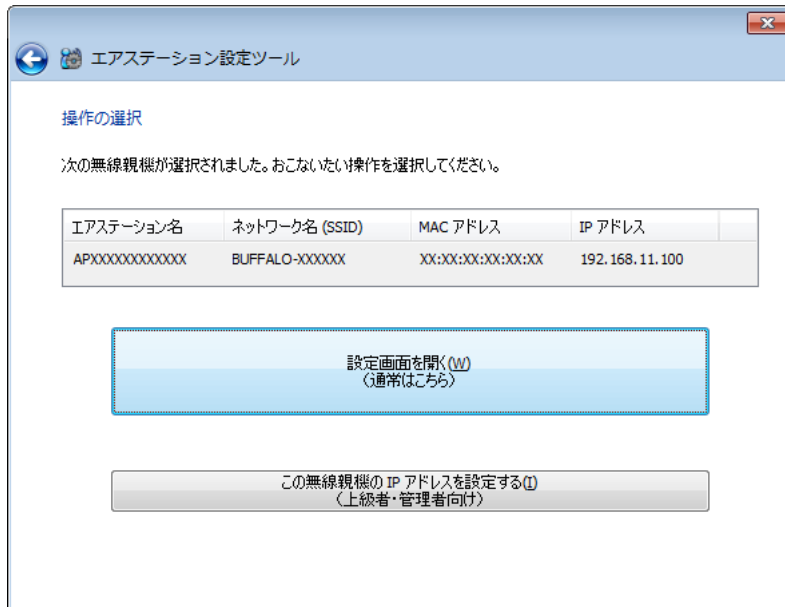 エアステーション設定ツール
操作の選択
次の無線親機が選択されました。おこないたい操作を選択してください。
エアステーション名 ネットワーク名 (SSID) MAC アドレス IP アドレス
APXXXXXXXXXXXX BUFFALO-XXXXXX XX:XX:XX:XX:XX:XX 192.168.11.100
設定画面を開く(W)
(通常はこちら)
この無線親機の IP アドレスを設定する(I)
(上級者・管理者向け)